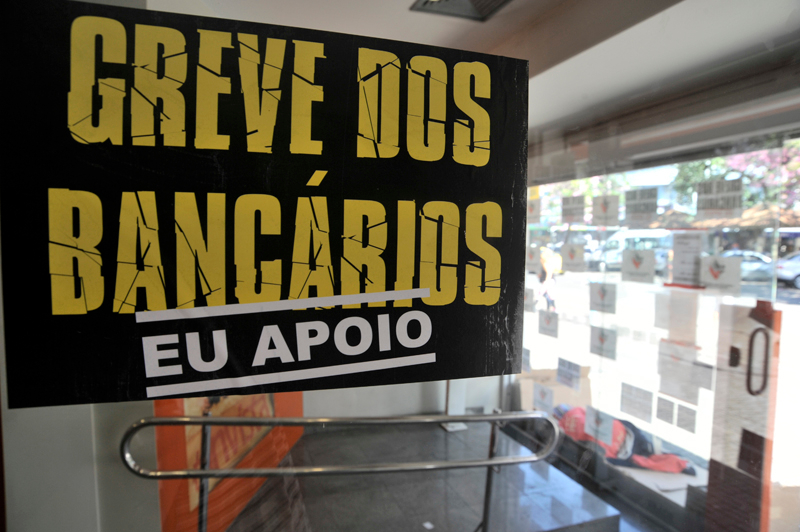 GREVE DOS
BANCÁRIOS
EU APOIO